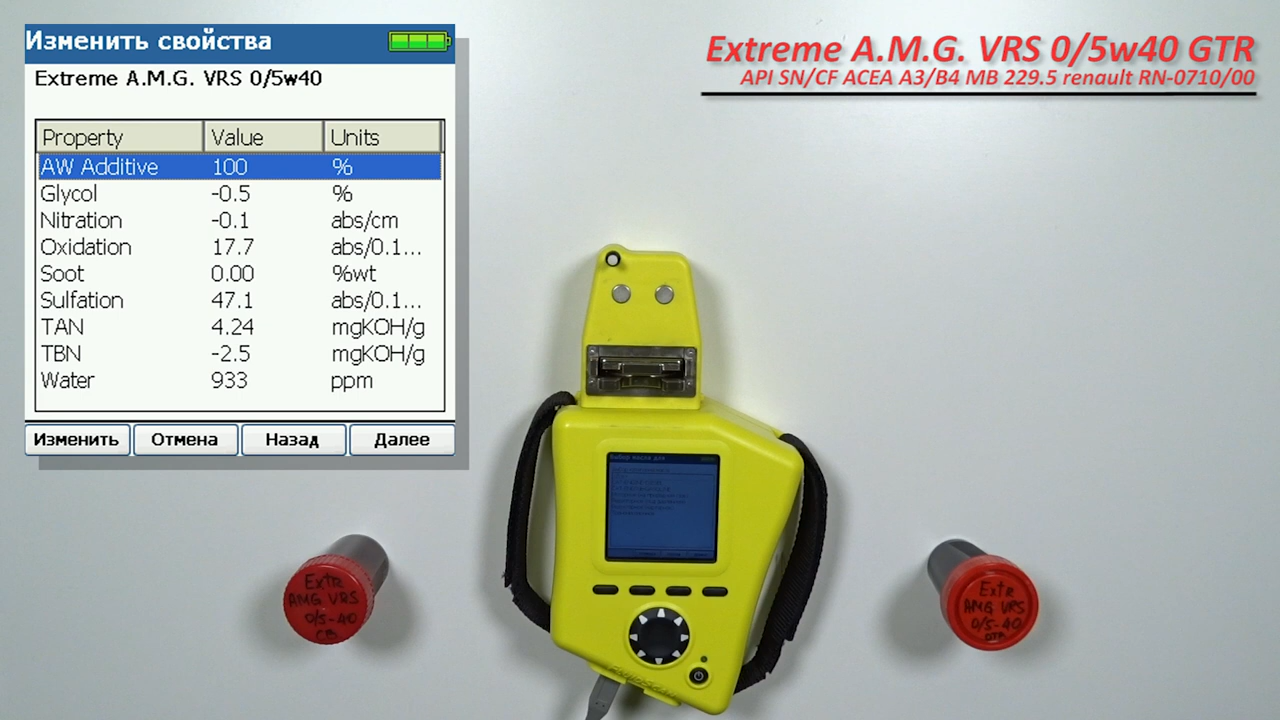 Изменить свойства
Extreme A.M.G. VRS 0/5w40
Property Value Units
AW Additive 100 %
Glycol -0.5 %
Nitration -0.1 abs/cm
Oxidation 17.7 abs/0.1...
Soot 0.00 %wt
Sulfation 47.1 abs/0.1...
TAN 4.24 mgKOH/g
TBN -2.5 mgKOH/g
Water 933 ppm
Изменить Отмена Назад Далее
Extreme A.M.G. VRS 0/5w40 GTR
API SN/CF ACEA A3/B4 MB 229.5 renault RN-0710/00
Extr
AMG VRS
0/5-40
СВ
Extr
AMG VRS
0/5-40